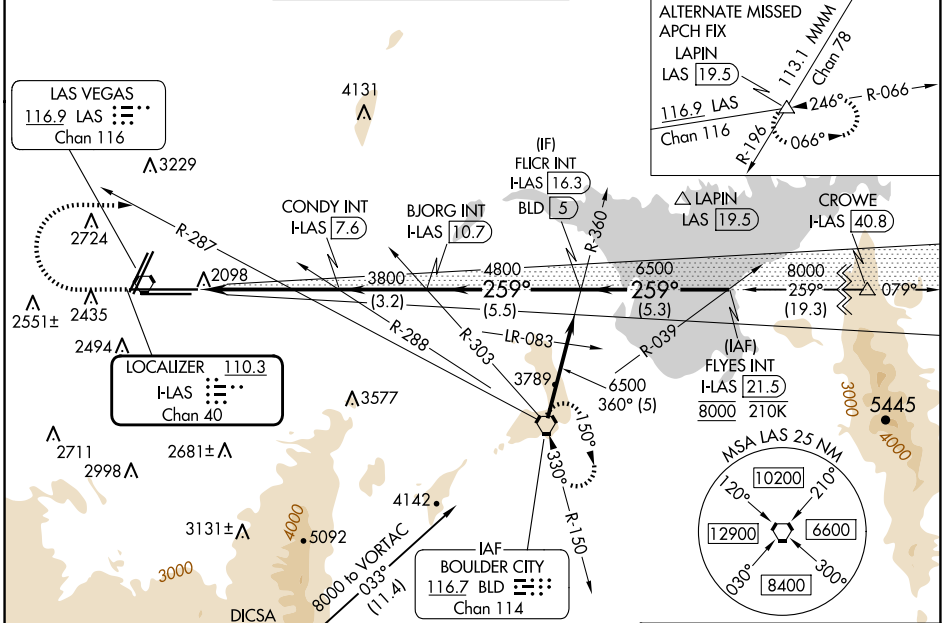 ALTERNATE MISSED
APCH FIX
LAPIN
LAS 19.5
113.1 MMM
Chan 78
116.9 LAS
Chan 116
246°
R-066
066°
R-196
LAS VEGAS
116.9 LAS
Chan 116
4131
3229
2724
R-287
CONDY INT
I-LAS 7.6
BJORG INT
I-LAS 10.7
(IF)
FLICR INT
I-LAS 16.3
BLD 5
R-360
LAPIN
LAS 19.5
CROWE
I-LAS 40.8
2098
3800
(3.2)
4800
259°
(5.5)
6500
259°
(5.3)
8000
259°
(19.3)
079°
2551±
2435
2494
R-288
R-303
LR-083
R-039
(IAF)
FLYES INT
I-LAS 21.5
8000 210K
LOCALIZER 110.3
I-LAS
Chan 40
3789
6500
360° (5)
3577
3000
5445
4000
2711
2998
2681±
150°
330°
R-150
MSA LAS 25 NM
120°
10200
210°
12900
6600
030°
8400
300°
4142
3131±
4000
5092
3000
8000 to VORTAC
033°
(11.4)
DICSA
IAF
BOULDER CITY
116.7 BLD
Chan 114